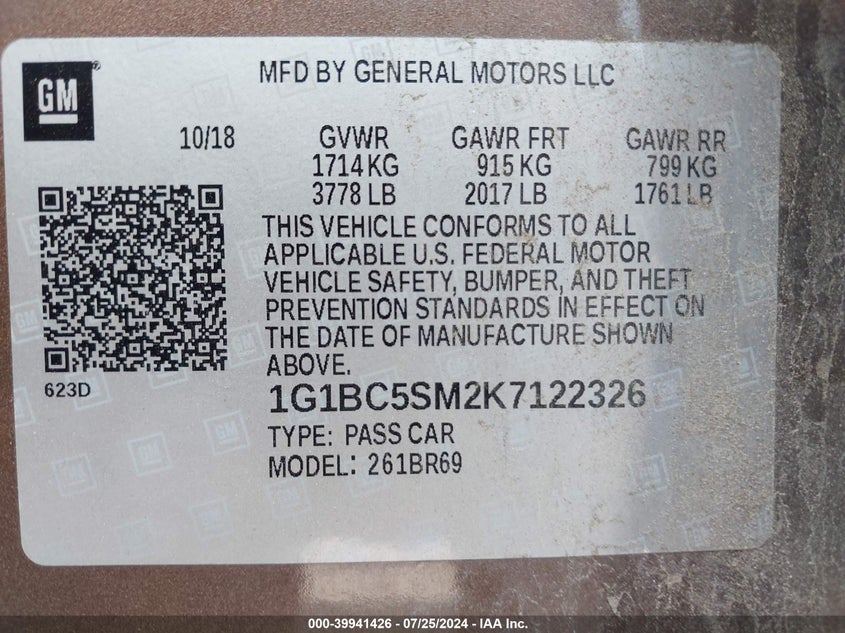 GM
MFD BY GENERAL MOTORS LLC
10/18 GVWR GAWR FRT GAWR RR
1714 KG 915 KG 799 KG
3778 LB 2017 LB 1761 LB
THIS VEHICLE CONFORMS TO ALL
APPLICABLE U.S. FEDERAL MOTOR
VEHICLE SAFETY, BUMPER, AND THEFT
PREVENTION STANDARDS IN EFFECT ON
THE DATE OF MANUFACTURE SHOWN
ABOVE.
623D
1G1BC5SM2K7122326
TYPE: PASS CAR
MODEL: 261BR69
000-39941426 - 07/25/2024 - IAA Inc.